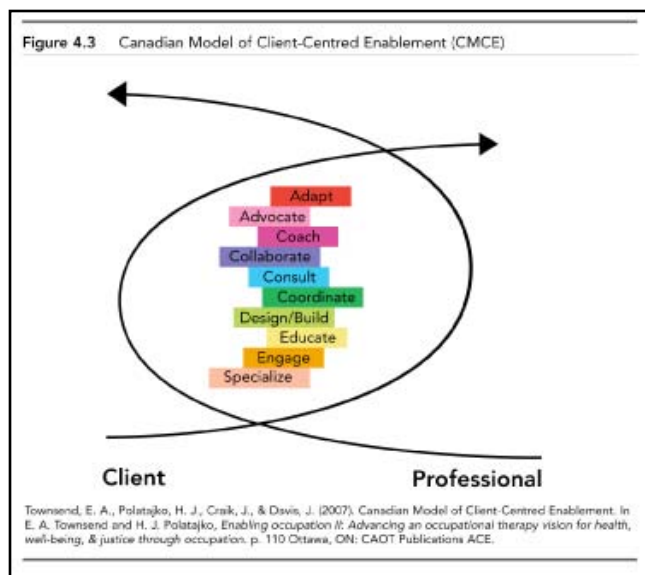 Figure 4.3 Canadian Model of Client-Centred Enablement (CMCE)
Adapt
Advocate
Coach
Collaborate
Consult
Coordinate
Design/Build
Educate
Engage
Specialize
Client Professional
Townsend, E. A., Polatajko, H. J., Craik, J., & Davis, J. (2007). Canadian Model of Client-Centred Enablement. In
E. A. Townsend and H. J. Polatajko, Enabling occupation II: Advancing an occupational therapy vision for health,
well-being, & justice through occupation. p. 110 Ottawa, ON: CAOT Publications ACE.